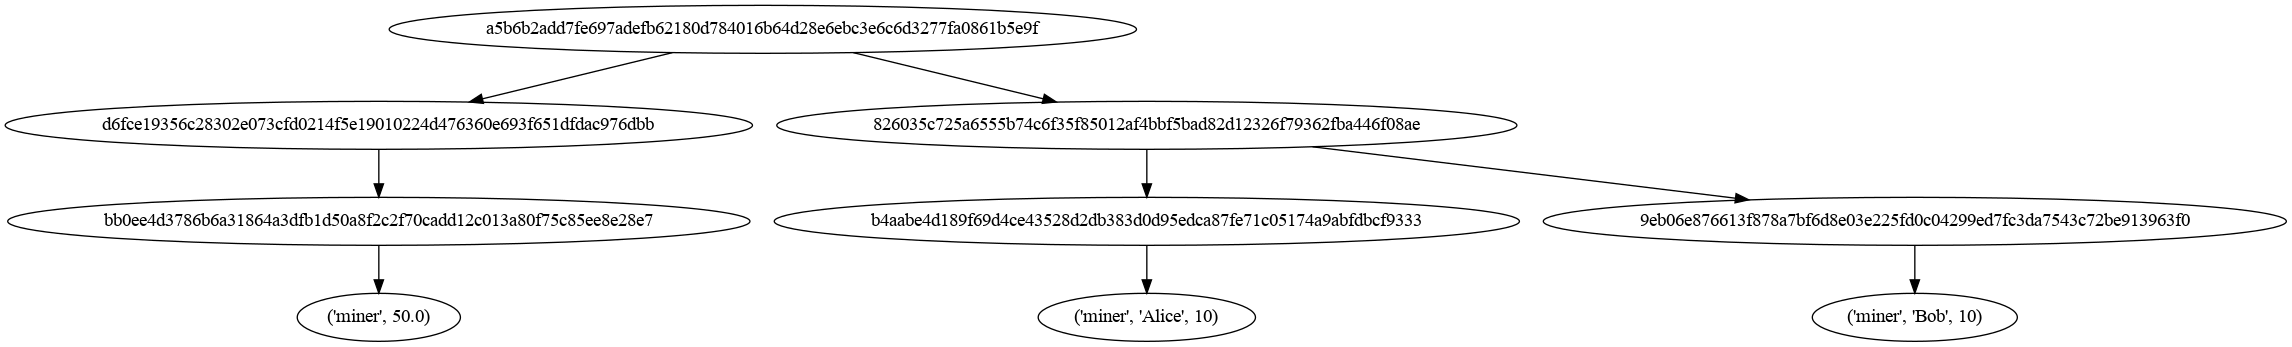 a5b6b2add7fe697adefb62180d784016b64d28e6ebc3e6c6d3277fa0861b5e9f
d6fce19356c28302e073cfd0214f5e19010224d476360e693f651dfdac976dbb
826035c725a6555b74c6f35f85012af4bbf5bad82d12326f79362fba446f08ae
bb0ee4d3786b6a31864a3dfb1d50a8f2c2f70cadd12c013a80f75c85ee8e28e7
b4aabe4d189f69d4ce43528d2db383d0d95edca87fe71c05174a9abfdbcf9333
9eb06e876613f878a7bf6d8e03e225fd0c04299ed7fc3da7543c72be913963f0
('miner', 50.0)
('miner', 'Alice', 10)
('miner', 'Bob', 10)